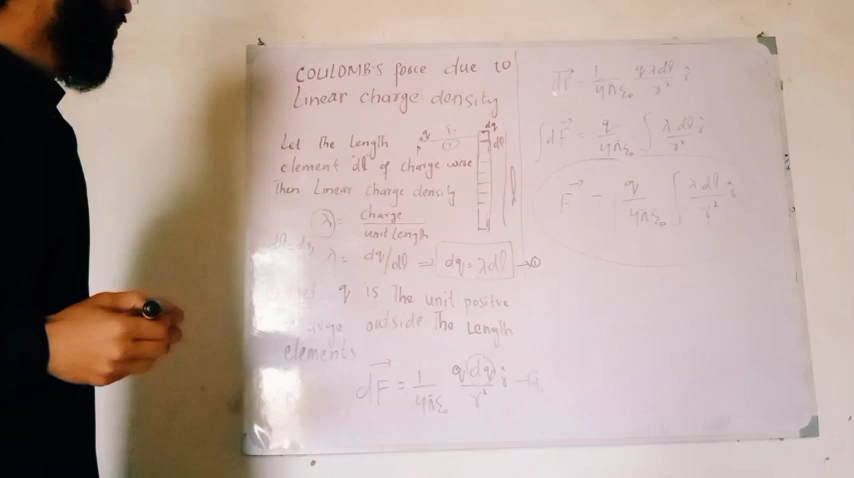 COULOMB'S force due to
Linear charge density
Let The Length
element dl of charge wire
Then Linear charge density
λ = charge / unit length
λ = dq/dl ⇒ dq = λdl → ①
q is The unit positive
outside The Length
elements
dF = 1/4πε₀ q(dq)/r² r̂
q
r
dq
dl
l
dF = 1/4πε₀ qλdl/r² r̂
∫dF = q/4πε₀ ∫ λdl/r² r̂
F = q/4πε₀ ∫ λdl/r² r̂